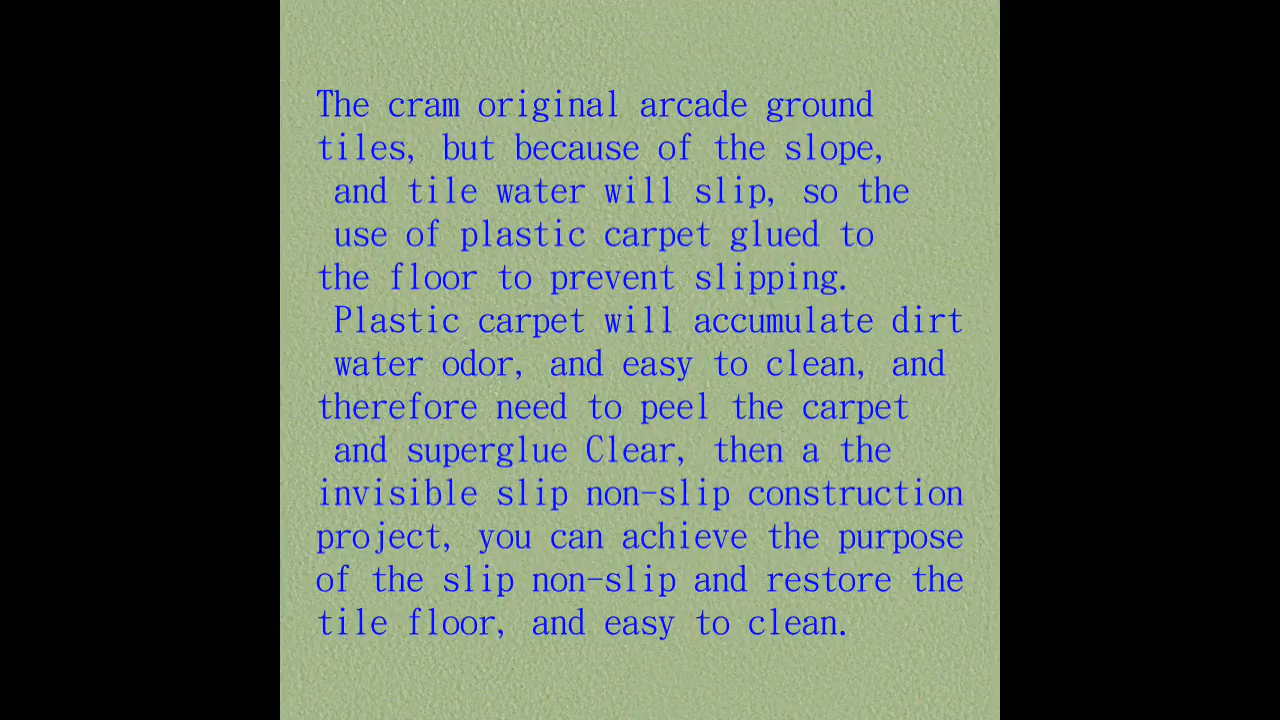 The cram original arcade ground
tiles, but because of the slope,
and tile water will slip, so the
use of plastic carpet glued to
the floor to prevent slipping.
Plastic carpet will accumulate dirt
water odor, and easy to clean, and
therefore need to peel the carpet
and superglue Clear, then a the
invisible slip non-slip construction
project, you can achieve the purpose
of the slip non-slip and restore the
tile floor, and easy to clean.